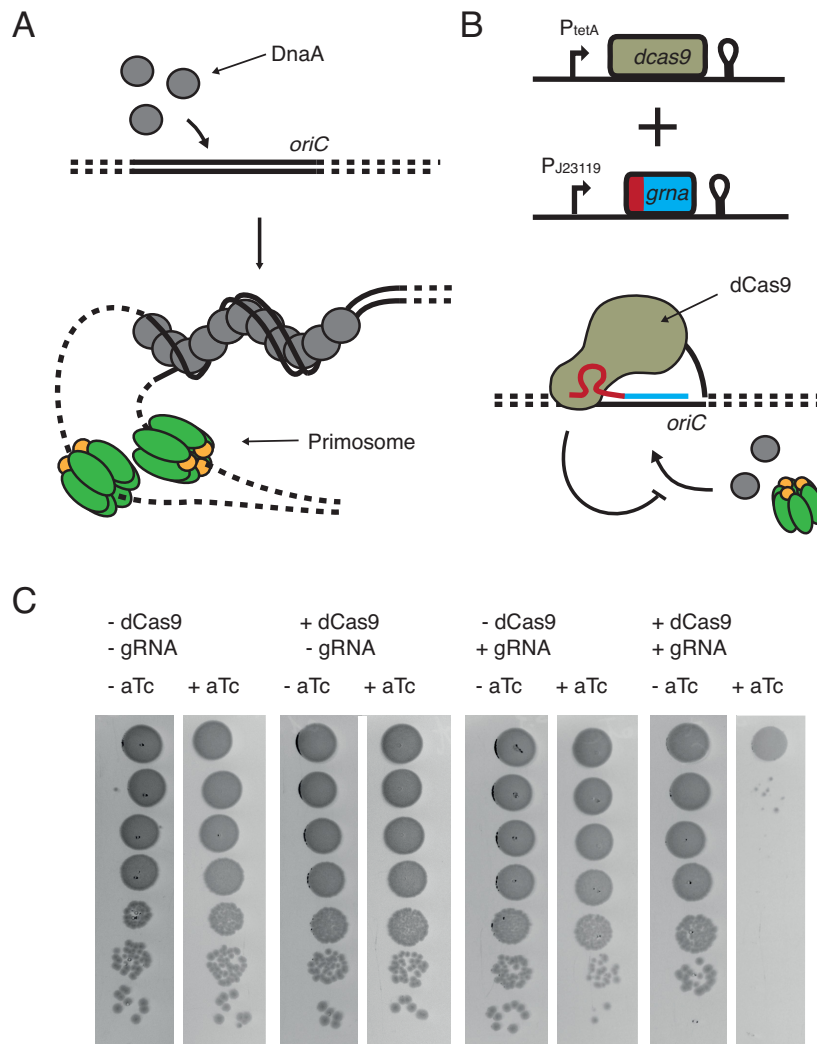 A
DnaA
oriC
Primosome
B
PtetA
dcas9
+
PJ23119
grna
dCas9
oriC
C
- dCas9 + dCas9 - dCas9 + dCas9
- gRNA - gRNA + gRNA + gRNA
- aTc + aTc - aTc + aTc - aTc + aTc - aTc + aTc